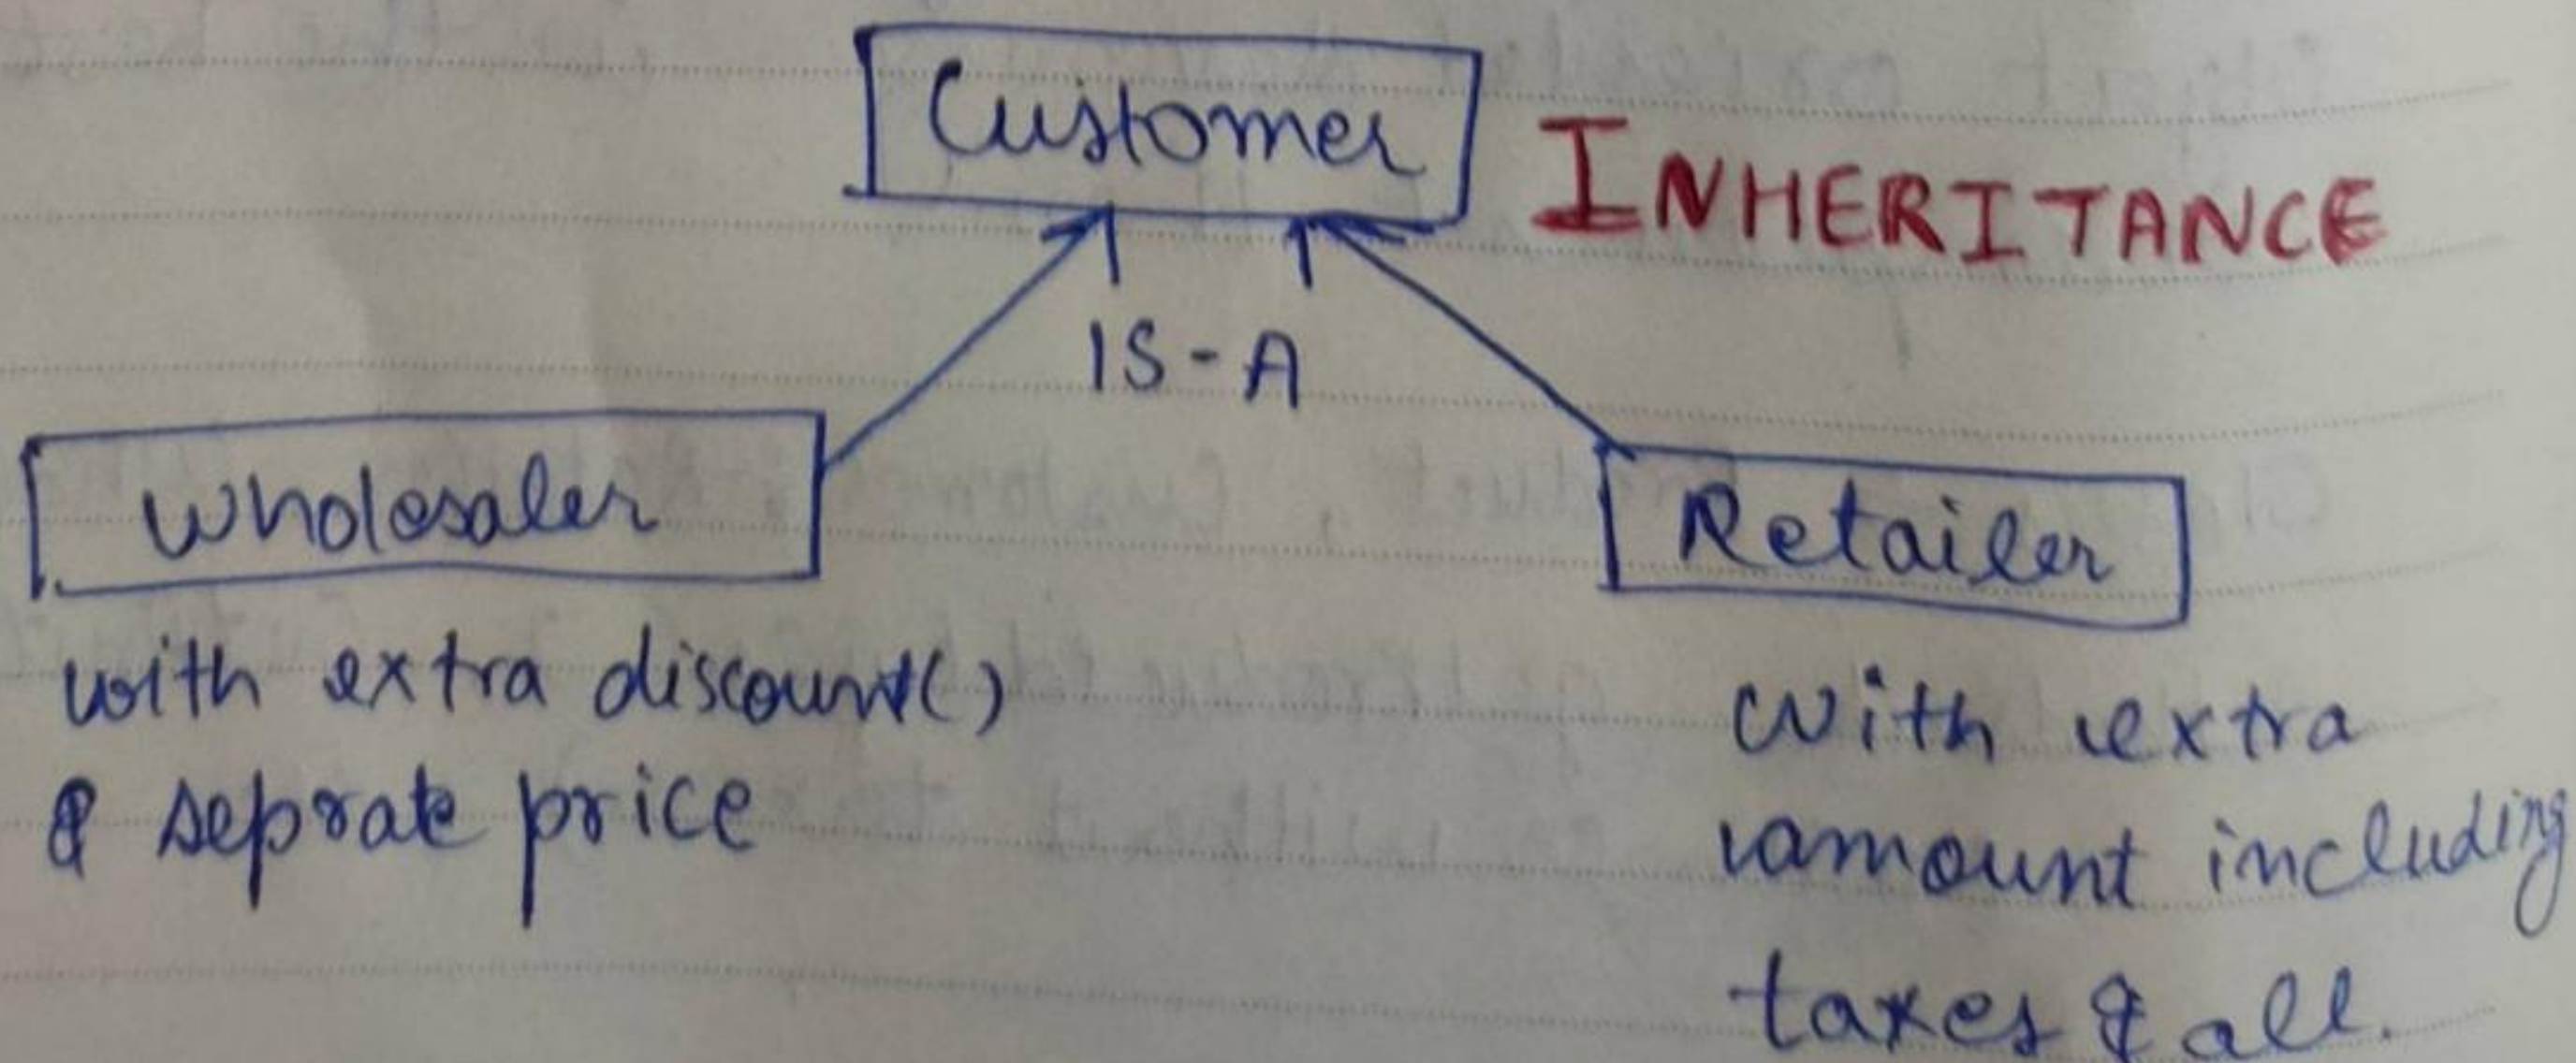 Customer
INHERITANCE
IS-A
Wholesaler
Retailer
with extra discount()
& seprate price
With extra
amount including
taxes & all.